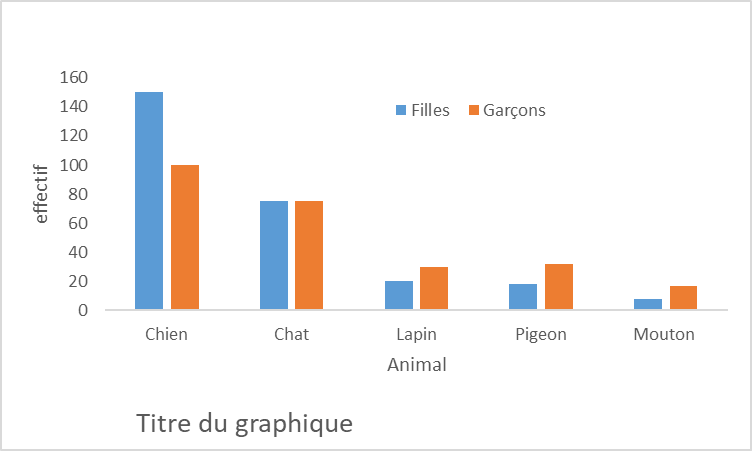 160
140
120
100
80
60
40
20
0
effectif
Filles Garçons
Chien Chat Lapin Pigeon Mouton
Animal
Titre du graphique